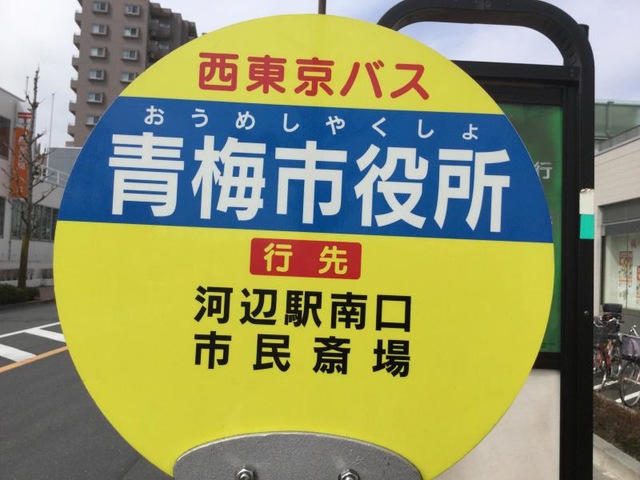 西東京バス
おうめしやくしょ
青梅市役所
行先
河辺駅南口
市民斎場
行